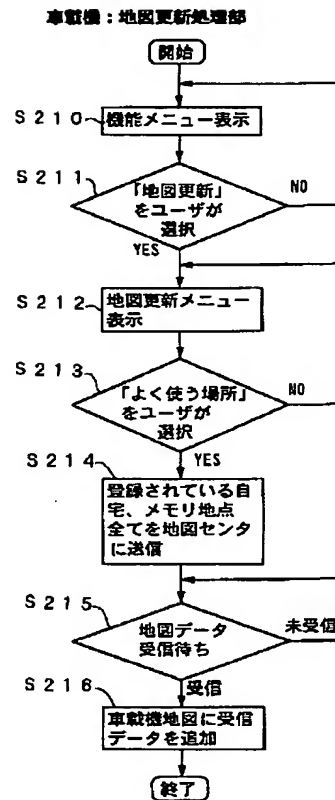 車載機：地図更新処理部
開始
S210
機能メニュー表示
S211
「地図更新」
をユーザが
選択
NO
YES
S212
地図更新メニュー
表示
S213
「よく使う場所」
をユーザが
選択
NO
YES
S214
登録されている自
宅、メモリ地点
全てを地図センタ
に送信
S215
地図データ
受信待ち
未受信
受信
S216
車載機地図に受信
データを追加
終了